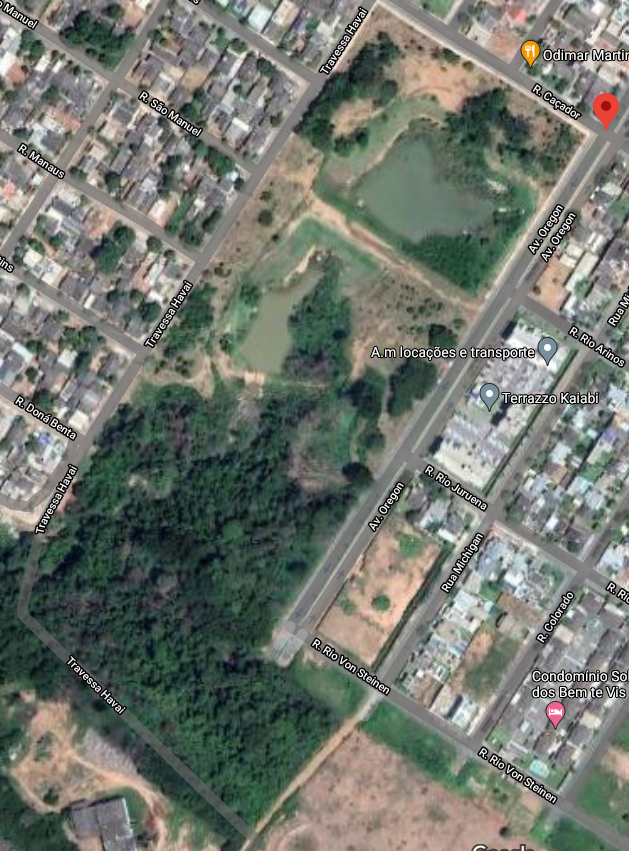 Manuel
Travessa Havaí
Odimar Martin
R. Caçador
R. São Manuel
R. Manaus
Av. Oregon
Av. Oregon
Travessa Havaí
R. Rio Arinos
A.m locações e transporte
Terrazzo Kaiabi
R. Doná Benta
R. Rio Juruena
Travessa Havaí
Av. Oregon
Rua Michigan
R. Colorado
R. Rio Von Steinen
Travessa Havaí
Condomínio Sol
dos Bem te Vis
R. Rio Von Steinen